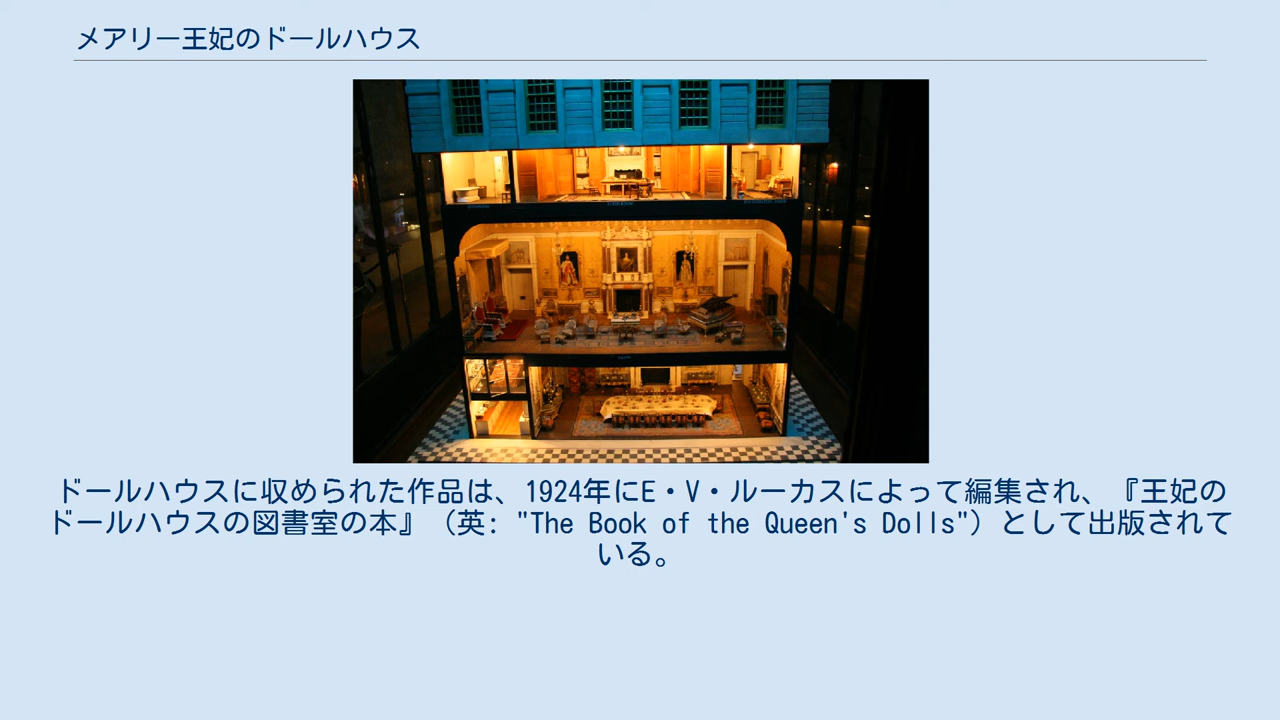 メアリー王妃のドールハウス
ドールハウスに収められた作品は、1924年にE・V・ルーカスによって編集され、『王妃の
ドールハウスの図書室の本』（英: "The Book of the Queen's Dolls"）として出版されて
いる。